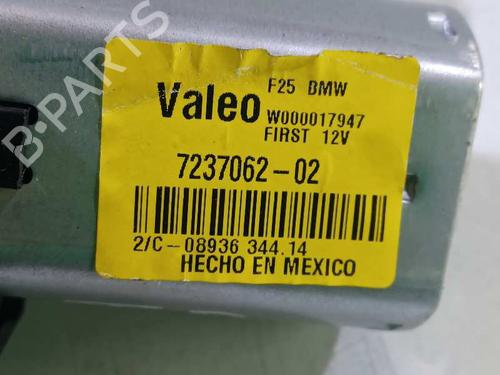 B-PARTS
Valeo
F25 BMW
W000017947
FIRST 12V
7237062-02
2/C-08936 344.14
HECHO EN MEXICO